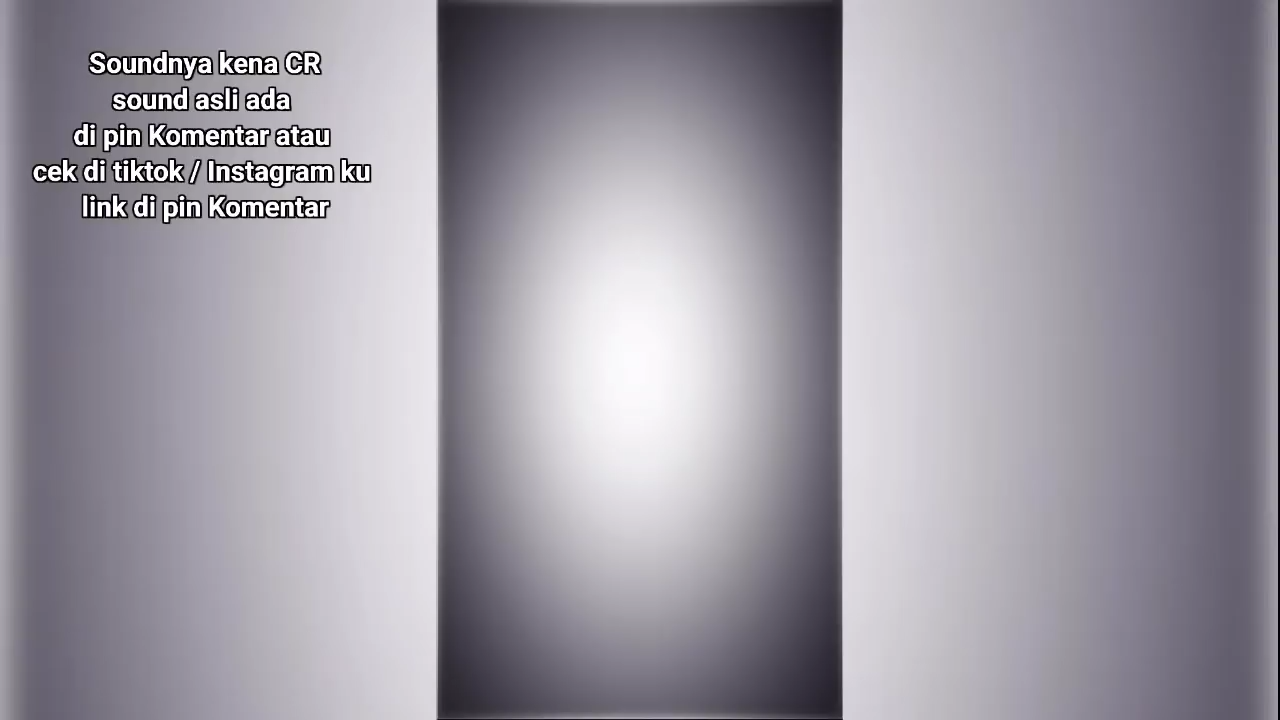 Soundnya kena CR
sound asli ada
di pin Komentar atau
cek di tiktok / Instagram ku
link di pin Komentar